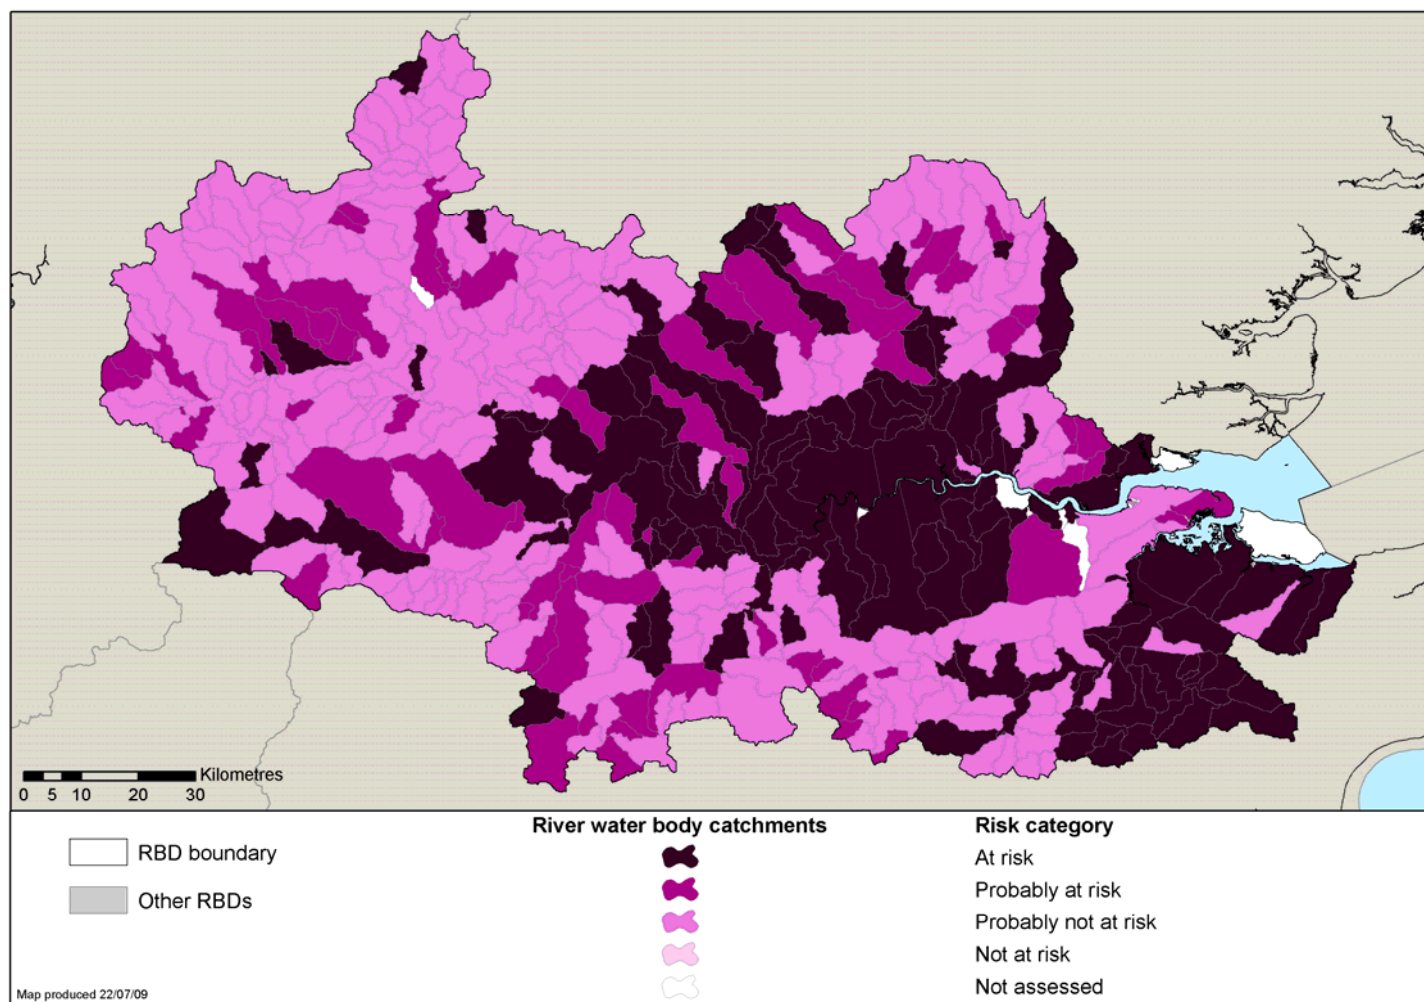 Kilometres
0 5 10 20 30
River water body catchments
Risk category
RBD boundary
At risk
Other RBDs
Probably at risk
Probably not at risk
Not at risk
Not assessed
Map produced 22/07/09